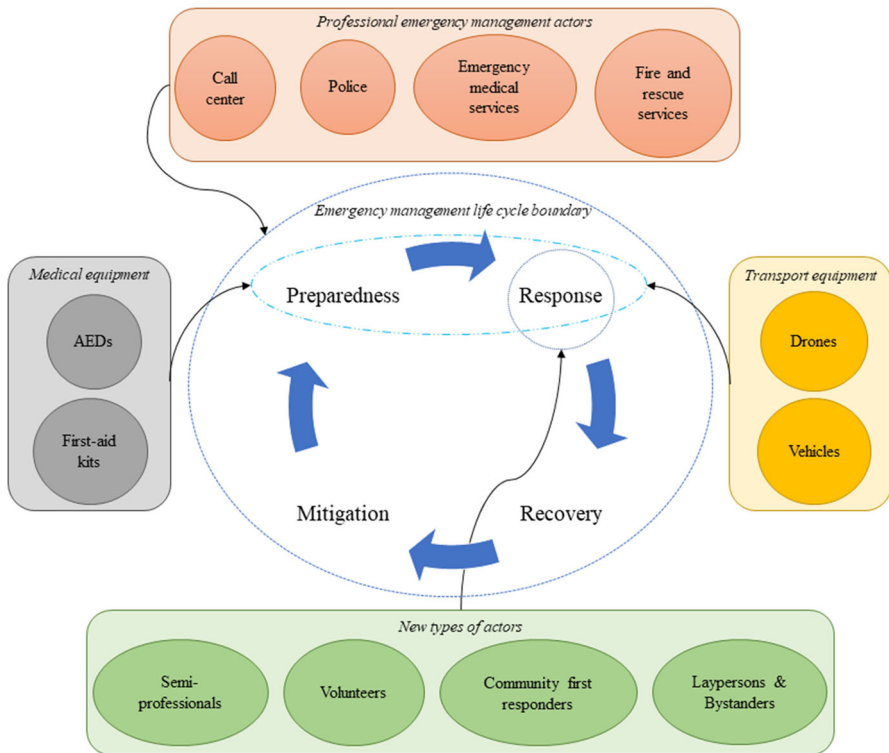 Professional emergency management actors
Call
center
Police
Emergency
medical
services
Fire and
rescue
services
Emergency management life cycle boundary
Medical equipment
AEDs
First-aid
kits
Preparedness
Response
Transport equipment
Drones
Vehicles
Mitigation
Recovery
New types of actors
Semi-
professionals
Volunteers
Community first
responders
Laypersons &
Bystanders